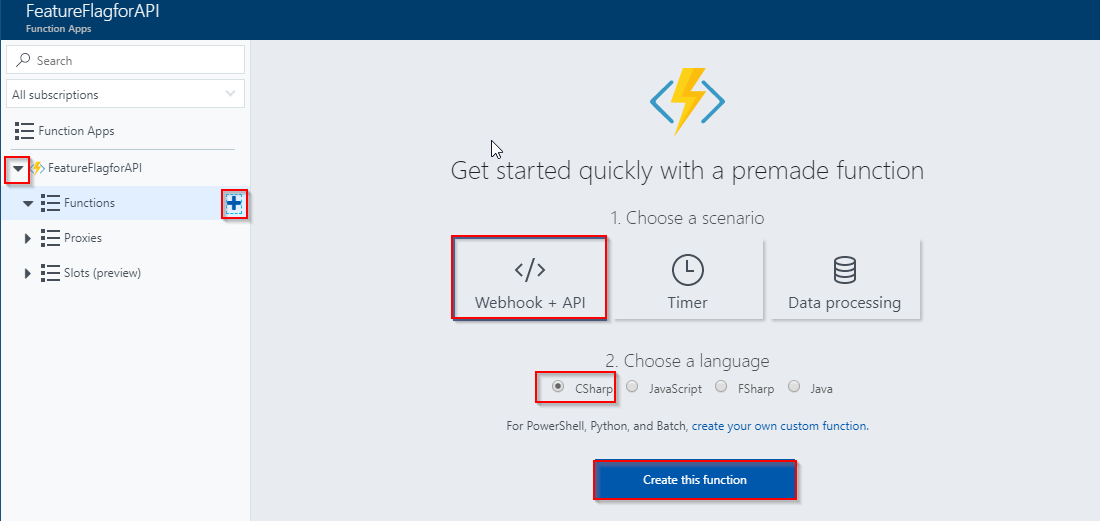 FeatureFlagforAPI
Function Apps
Search
All subscriptions
Function Apps
FeatureFlagforAPI
Functions
Proxies
Slots (preview)
Get started quickly with a premade function
1. Choose a scenario
Webhook + API Timer Data processing
2. Choose a language
CSharp JavaScript FSharp Java
For PowerShell, Python, and Batch, create your own custom function.
Create this function